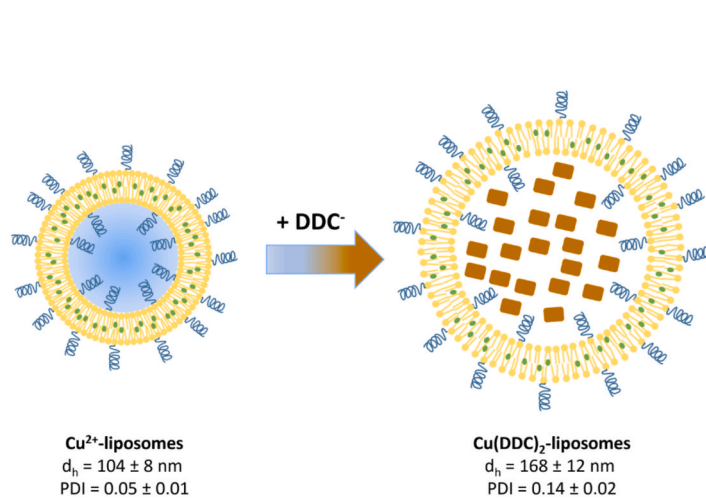 + DDC⁻
Cu²⁺-liposomes
dₕ = 104 ± 8 nm
PDI = 0.05 ± 0.01
Cu(DDC)₂-liposomes
dₕ = 168 ± 12 nm
PDI = 0.14 ± 0.02